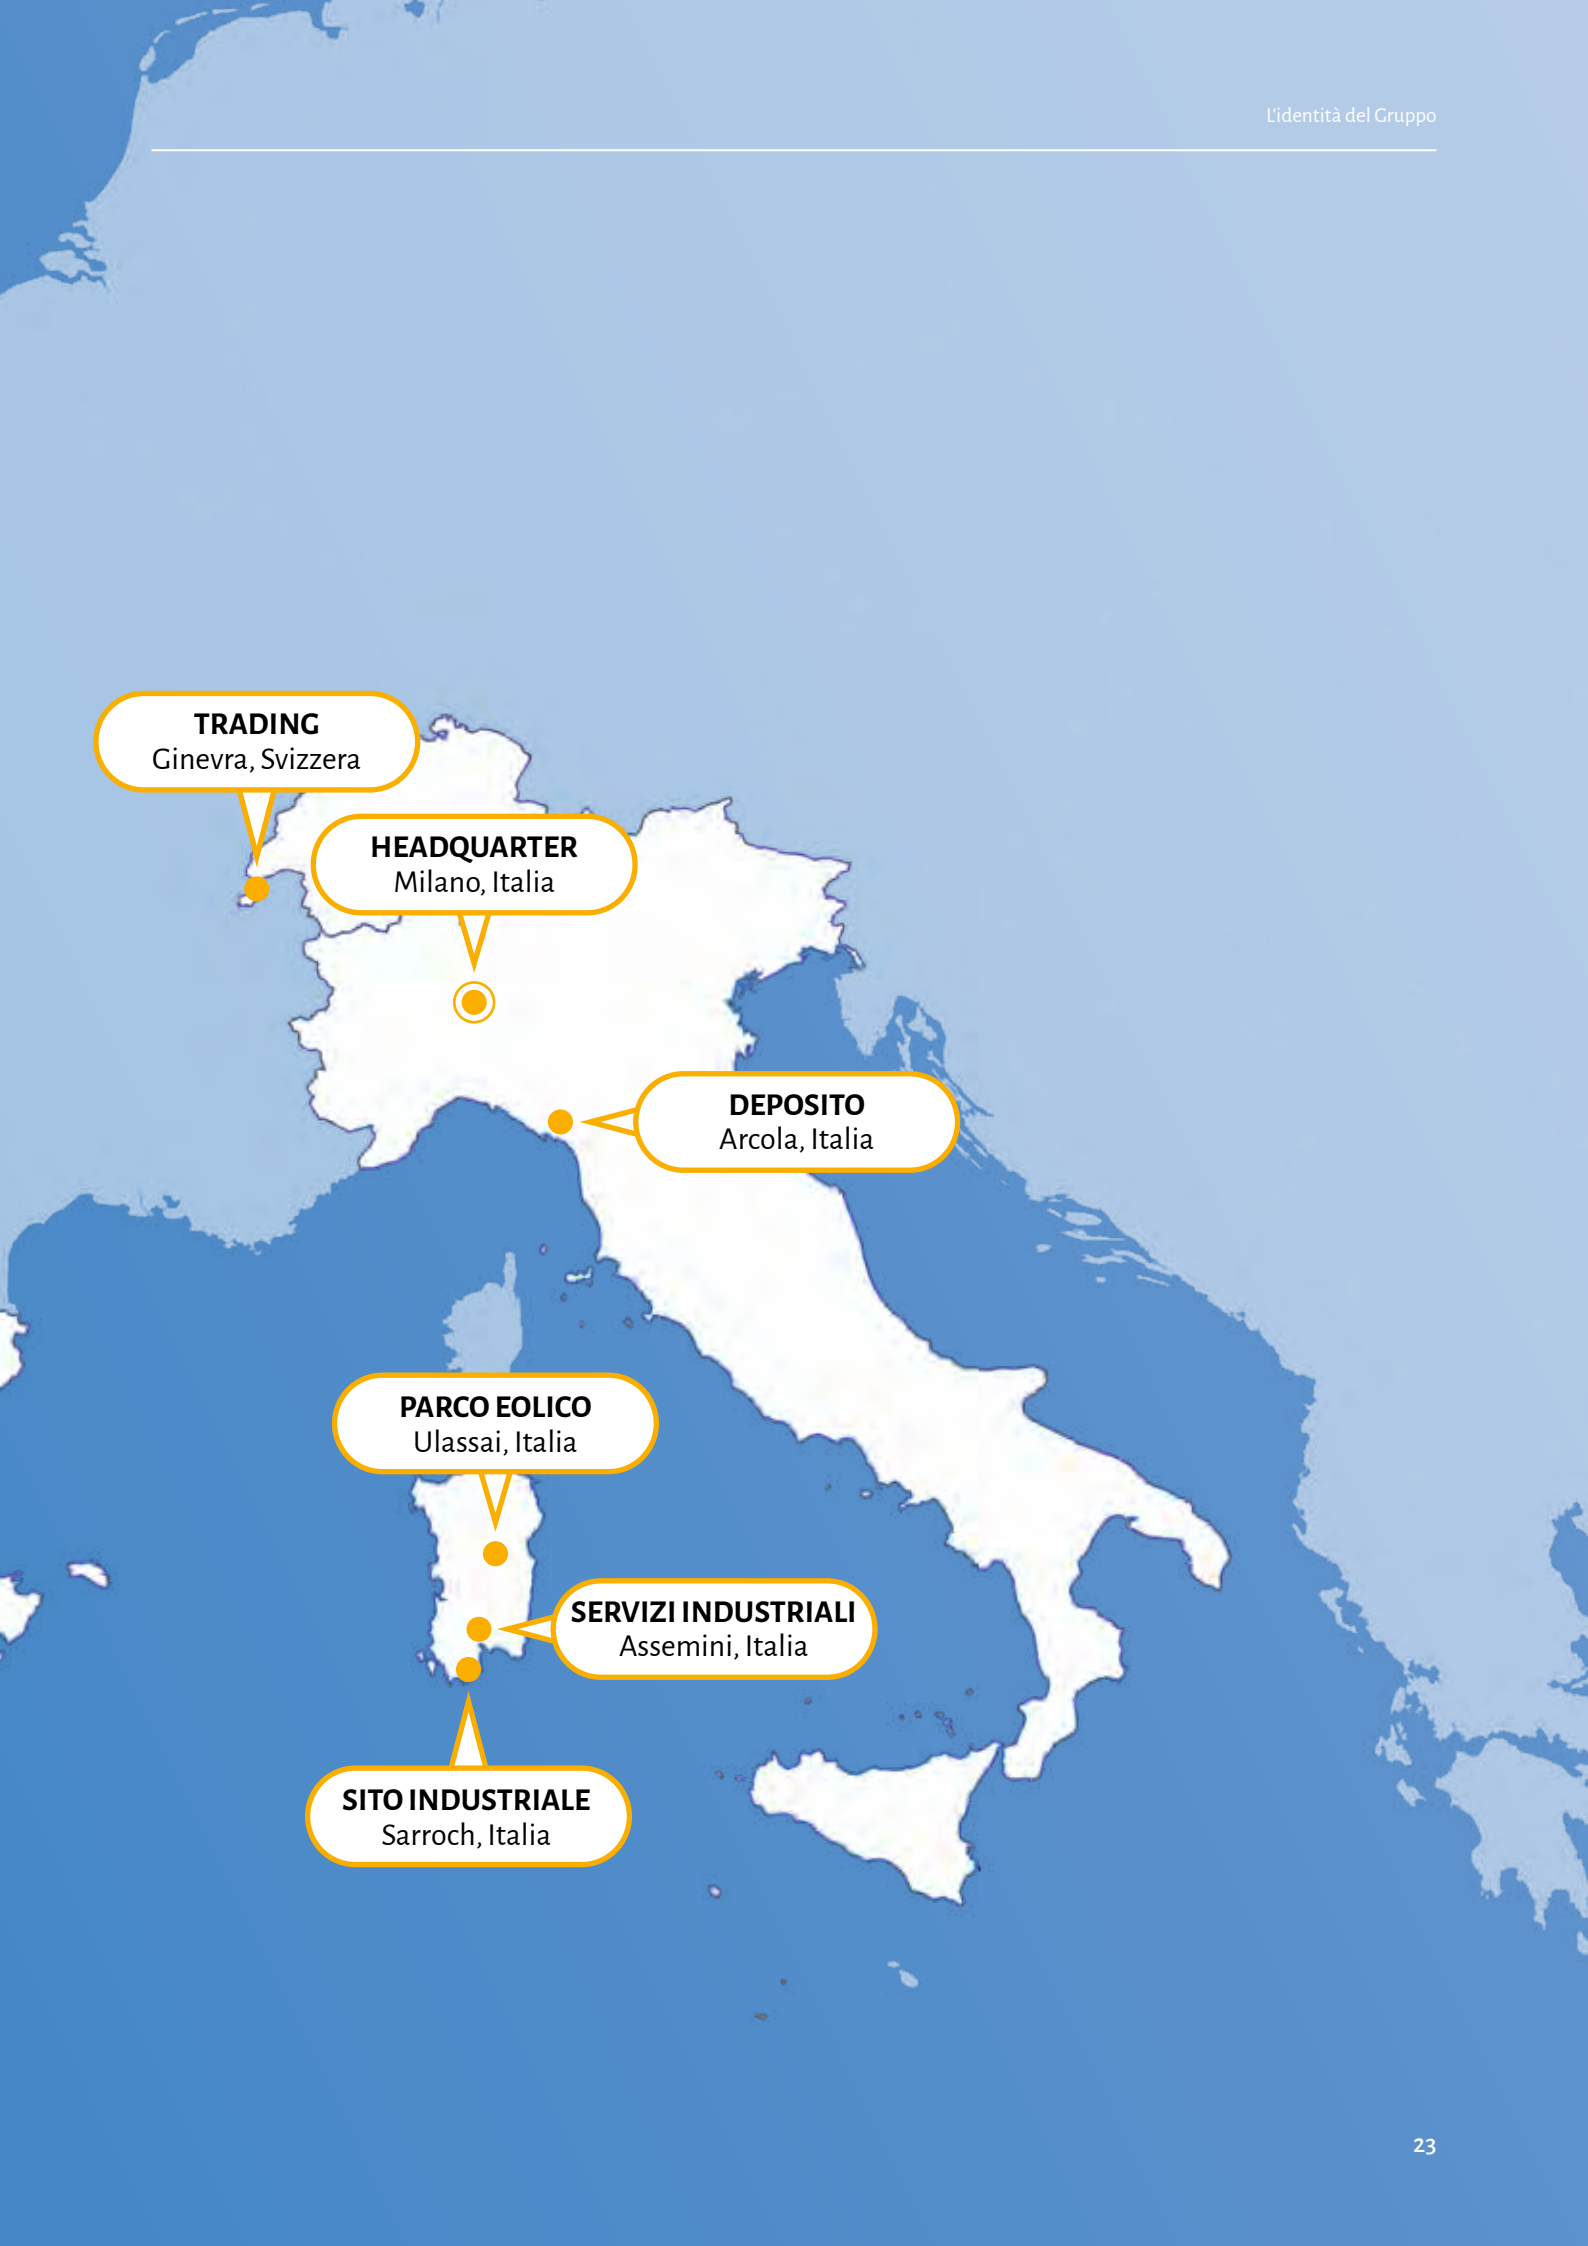 L'identità del Gruppo
TRADING
Ginevra, Svizzera
HEADQUARTER
Milano, Italia
DEPOSITO
Arcola, Italia
PARCO EOLICO
Ulassai, Italia
SERVIZI INDUSTRIALI
Assemini, Italia
SITO INDUSTRIALE
Sarroch, Italia
23